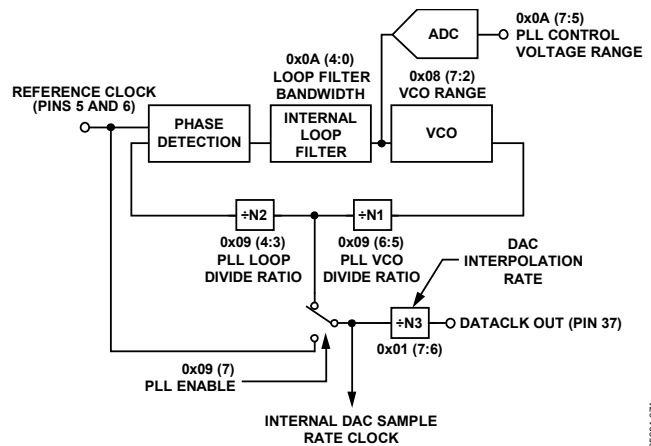 0x0A (7:5)
PLL CONTROL
VOLTAGE RANGE
ADC
0x0A (4:0)
LOOP FILTER
BANDWIDTH
0x08 (7:2)
VCO RANGE
REFERENCE CLOCK
(PINS 5 AND 6)
PHASE
DETECTION
INTERNAL
LOOP
FILTER
VCO
÷N2
÷N1
0x09 (4:3)
PLL LOOP
DIVIDE RATIO
0x09 (6:5)
PLL VCO
DIVIDE RATIO
DAC
INTERPOLATION
RATE
÷N3
DATACLK OUT (PIN 37)
0x01 (7:6)
0x09 (7)
PLL ENABLE
INTERNAL DAC SAMPLE
RATE CLOCK